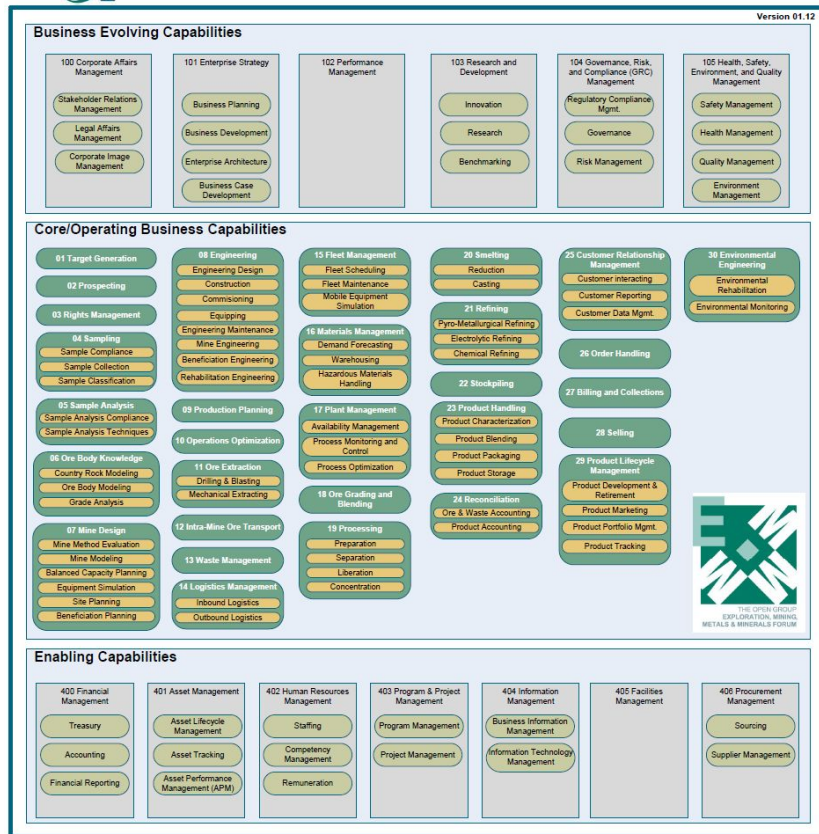 Version 01.12
Business Evolving Capabilities
100 Corporate Affairs
Management
Stakeholder Relations
Management
Legal Affairs
Management
Corporate Image
Management
101 Enterprise Strategy
Business Planning
Business Development
Enterprise Architecture
Business Case
Development
102 Performance
Management
103 Research and
Development
Innovation
Research
Benchmarking
104 Governance, Risk,
and Compliance (GRC)
Management
Regulatory Compliance
Mgmt.
Governance
Risk Management
105 Health, Safety,
Environment, and Quality
Management
Safety Management
Health Management
Quality Management
Environment
Management
Core/Operating Business Capabilities
01 Target Generation
02 Prospecting
03 Rights Management
04 Sampling
Sample Compliance
Sample Collection
Sample Classification
05 Sample Analysis
Sample Analysis Compliance
Sample Analysis Techniques
06 Ore Body Knowledge
Country Rock Modeling
Ore Body Modeling
Grade Analysis
07 Mine Design
Mine Method Evaluation
Mine Modeling
Balanced Capacity Planning
Equipment Simulation
Site Planning
Beneficiation Planning
08 Engineering
Engineering Design
Construction
Commisioning
Equipping
Engineering Maintenance
Mine Engineering
Beneficiation Engineering
Rehabilitation Engineering
09 Production Planning
10 Operations Optimization
11 Ore Extraction
Drilling & Blasting
Mechanical Extracting
12 Intra-Mine Ore Transport
13 Waste Management
14 Logistics Management
Inbound Logistics
Outbound Logistics
15 Fleet Management
Fleet Scheduling
Fleet Maintenance
Mobile Equipment
Simulation
16 Materials Management
Demand Forecasting
Warehousing
Hazardous Materials
Handling
17 Plant Management
Availability Management
Process Monitoring and
Control
Process Optimization
18 Ore Grading and
Blending
19 Processing
Preparation
Separation
Liberation
Concentration
20 Smelting
Reduction
Casting
21 Refining
Pyro-Metallurgical Refining
Electrolytic Refining
Chemical Refining
22 Stockpiling
23 Product Handling
Product Characterization
Product Blending
Product Packaging
Product Storage
24 Reconciliation
Ore & Waste Accounting
Product Accounting
25 Customer Relationship
Management
Customer interacting
Customer Reporting
Customer Data Mgmt.
26 Order Handling
27 Billing and Collections
28 Selling
29 Product Lifecycle
Management
Product Development &
Retirement
Product Marketing
Product Portfolio Mgmt.
Product Tracking
30 Environmental
Engineering
Environmental
Rehabilitation
Environmental Monitoring
THE OPEN GROUP
EXPLORATION, MINING,
METALS & MINERALS FORUM
Enabling Capabilities
400 Financial
Management
Treasury
Accounting
Financial Reporting
401 Asset Management
Asset Lifecycle
Management
Asset Tracking
Asset Performance
Management (APM)
402 Human Resources
Management
Staffing
Competency
Management
Remuneration
403 Program & Project
Management
Program Management
Project Management
404 Information
Management
Business Information
Management
Information Technology
Management
405 Facilities
Management
406 Procurement
Management
Sourcing
Supplier Management